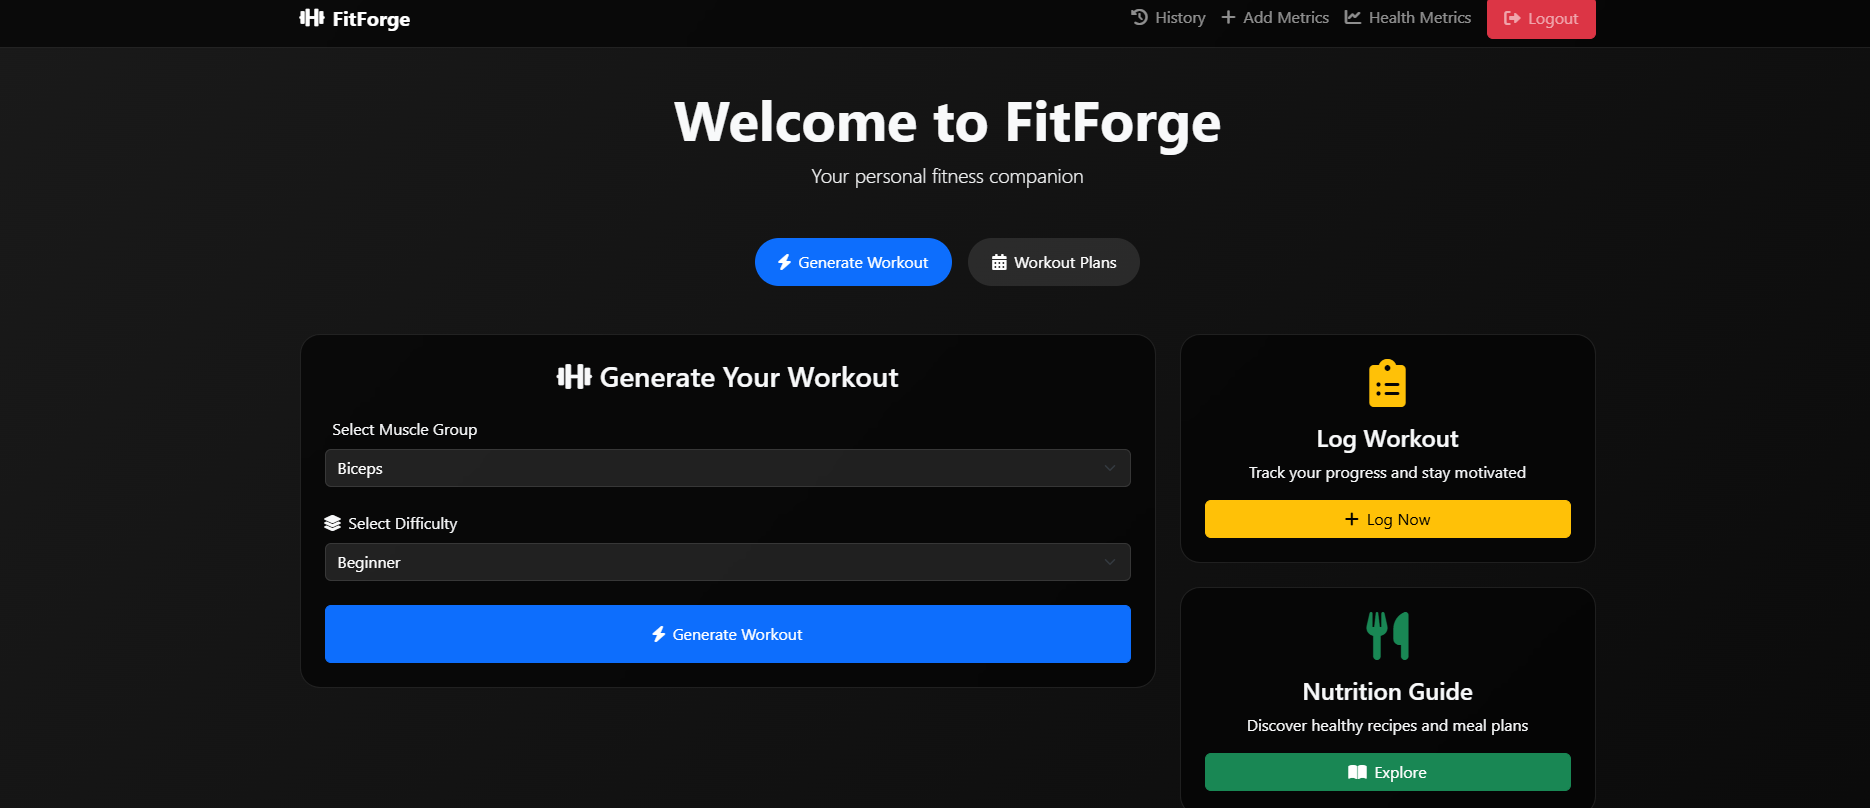 FitForge
History
Add Metrics
Health Metrics
Logout
Welcome to FitForge
Your personal fitness companion
Generate Workout
Workout Plans
Generate Your Workout
Select Muscle Group
Biceps
Select Difficulty
Beginner
Generate Workout
Log Workout
Track your progress and stay motivated
Log Now
Nutrition Guide
Discover healthy recipes and meal plans
Explore